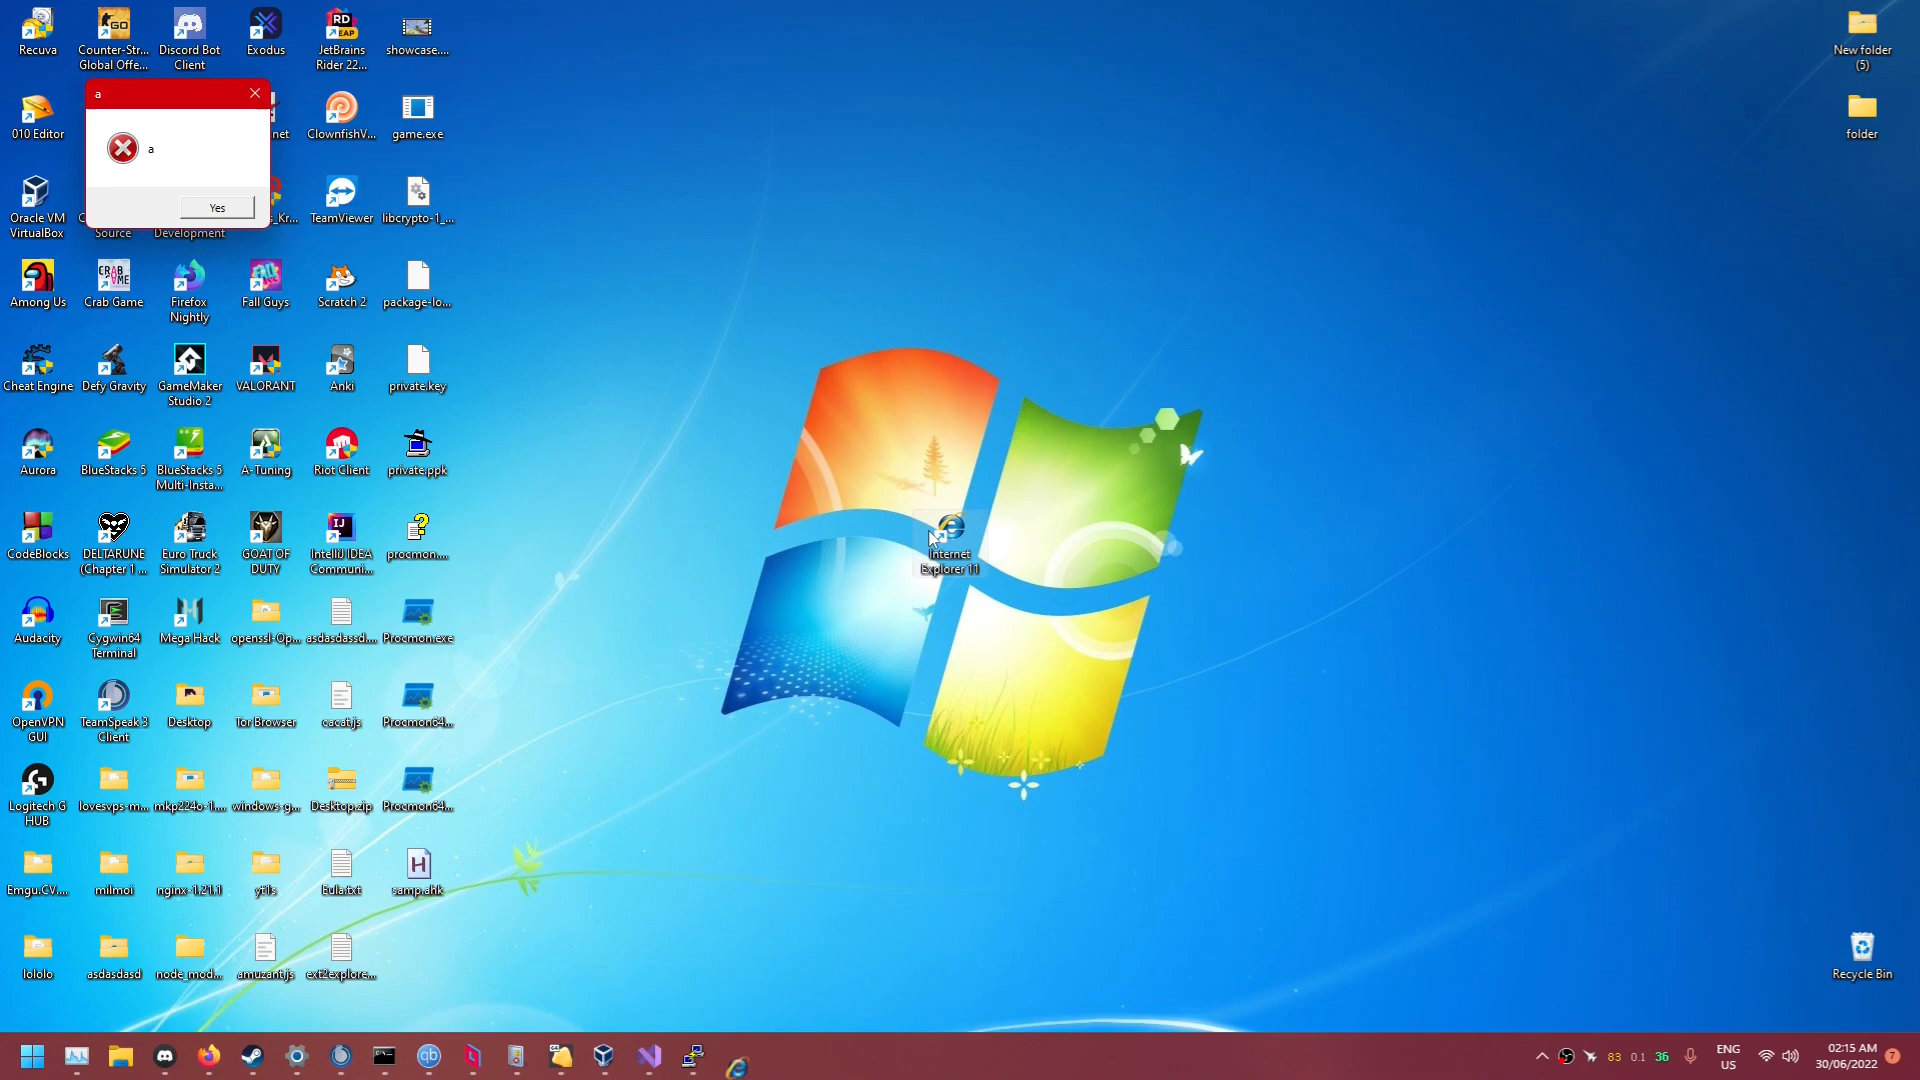 Recuva
Counter-Str...
Global Offe...
Discord Bot
Client
Exodus
JetBrains
Rider 22...
showcase....
New folder
(5)
a
a
Yes
010 Editor
.net
ClownfishV...
game.exe
folder
Oracle VM
VirtualBox
Source
Development
s_Kr...
TeamViewer
libcrypto-1_...
Among Us
Crab Game
Firefox
Nightly
Fall Guys
Scratch 2
package-lo...
Cheat Engine
Defy Gravity
GameMaker
Studio 2
VALORANT
Anki
private.key
Aurora
BlueStacks 5
BlueStacks 5
Multi-Insta...
A-Tuning
Riot Client
private.ppk
CodeBlocks
DELTARUNE
(Chapter 1 ...
Euro Truck
Simulator 2
GOAT OF
DUTY
IntelliJ IDEA
Communi...
procmon....
Internet
Explorer 11
Audacity
Cygwin64
Terminal
Mega Hack
openssl-Op...
asdasdassd....
Procmon.exe
OpenVPN
GUI
TeamSpeak 3
Client
Desktop
Tor Browser
cacat.js
Procmon64...
Logitech G
HUB
lovesvps-m...
mkp224o-1....
windows-g...
Desktop.zip
Procmon64...
Emgu.CV....
milmoi
nginx-1.21.1
yt1s
Eula.txt
samp.ahk
lololo
asdasdasd
node_mod...
amuzant.js
ext2explore...
Recycle Bin
83
0.1
36
ENG
US
02:15 AM
30/06/2022
7